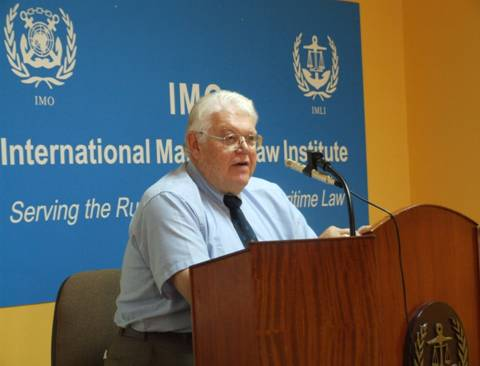 IMO
IMLI
IMO
International Ma Law Institute
Serving the Ru itime Law